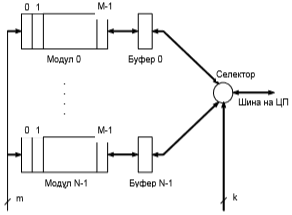 0 1 M-1
Модул 0 Буфер 0
Селектор
Шина на ЦП
0 1 M-1
Модул N-1 Буфер N-1
m k